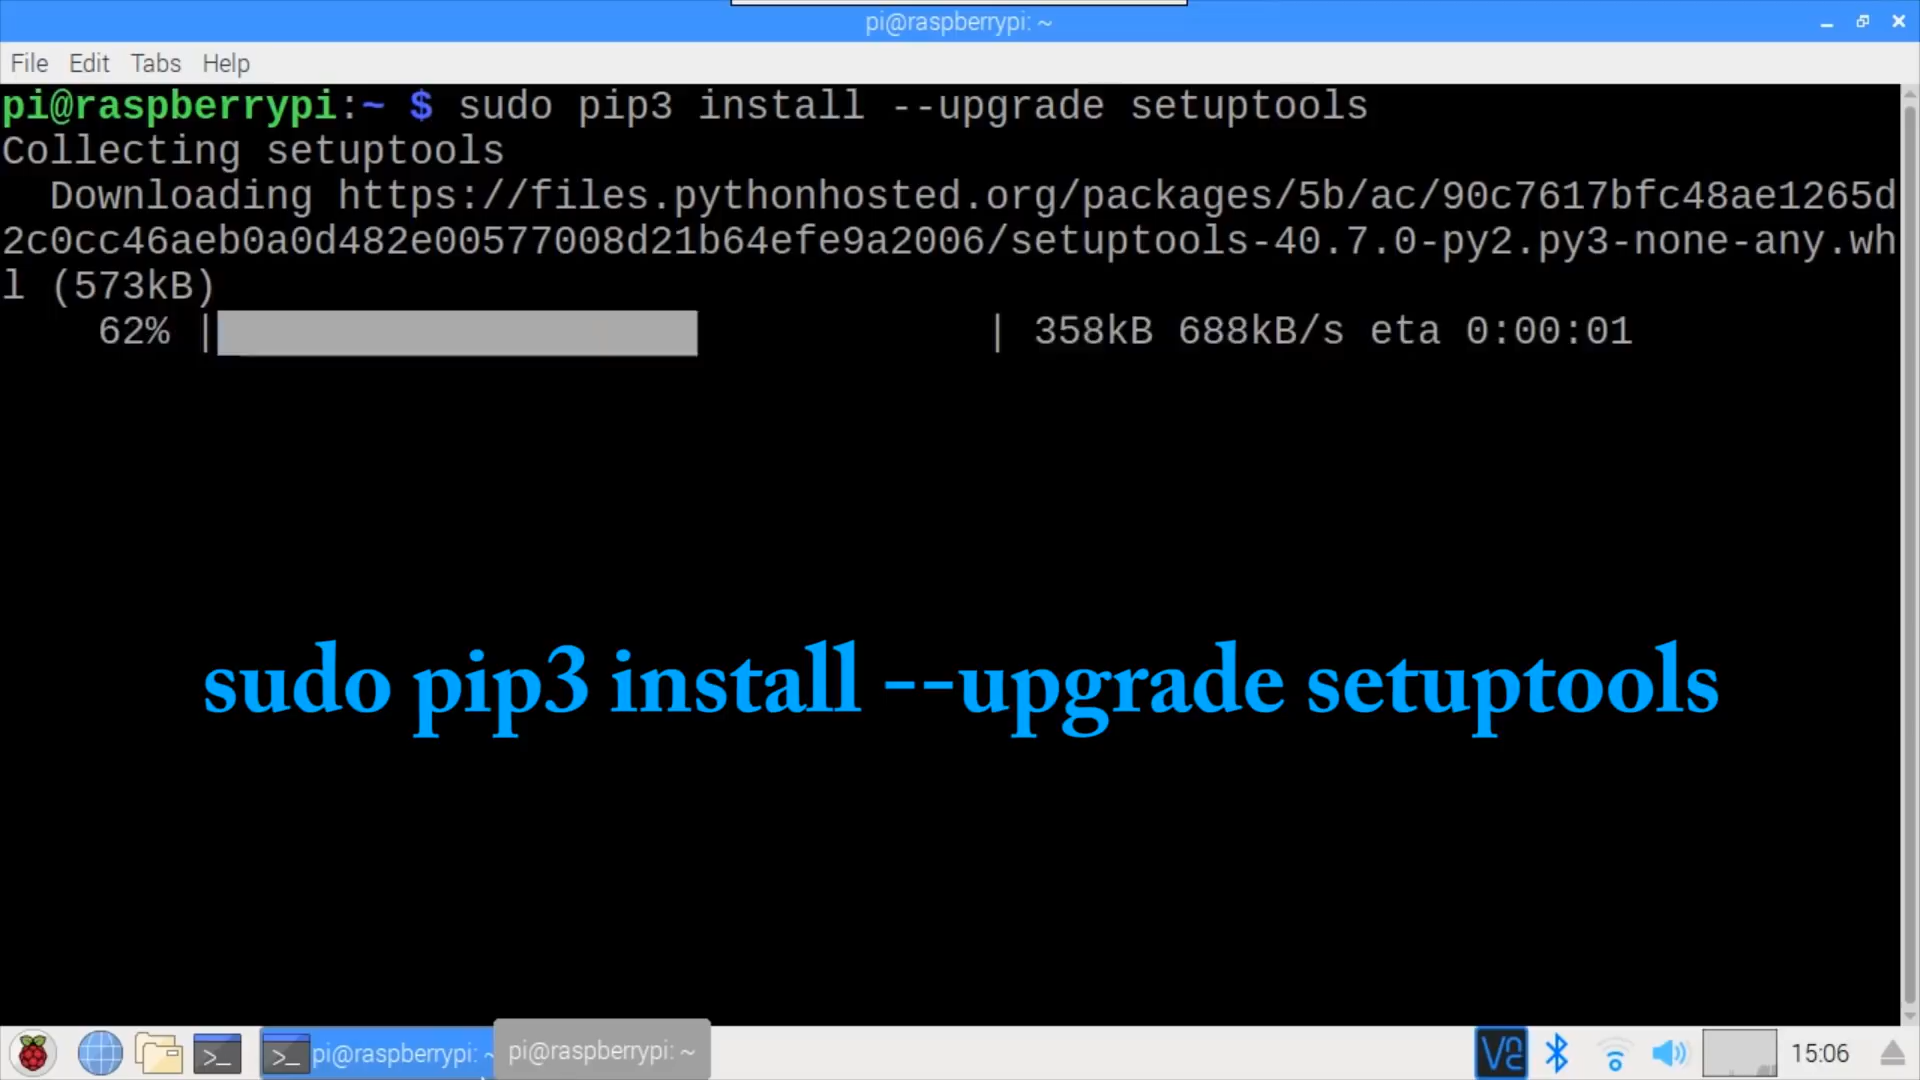 pi@raspberrypi: ~
File Edit Tabs Help
pi@raspberrypi:~ $ sudo pip3 install --upgrade setuptools
Collecting setuptools
Downloading https://files.pythonhosted.org/packages/5b/ac/90c7617bfc48ae1265d
2c0cc46aeb0a0d482e00577008d21b64efe9a2006/setuptools-40.7.0-py2.py3-none-any.wh
l (573kB)
62% | | 358kB 688kB/s eta 0:00:01
sudo pip3 install --upgrade setuptools
pi@raspberrypi: ~ pi@raspberrypi: ~ 15:06